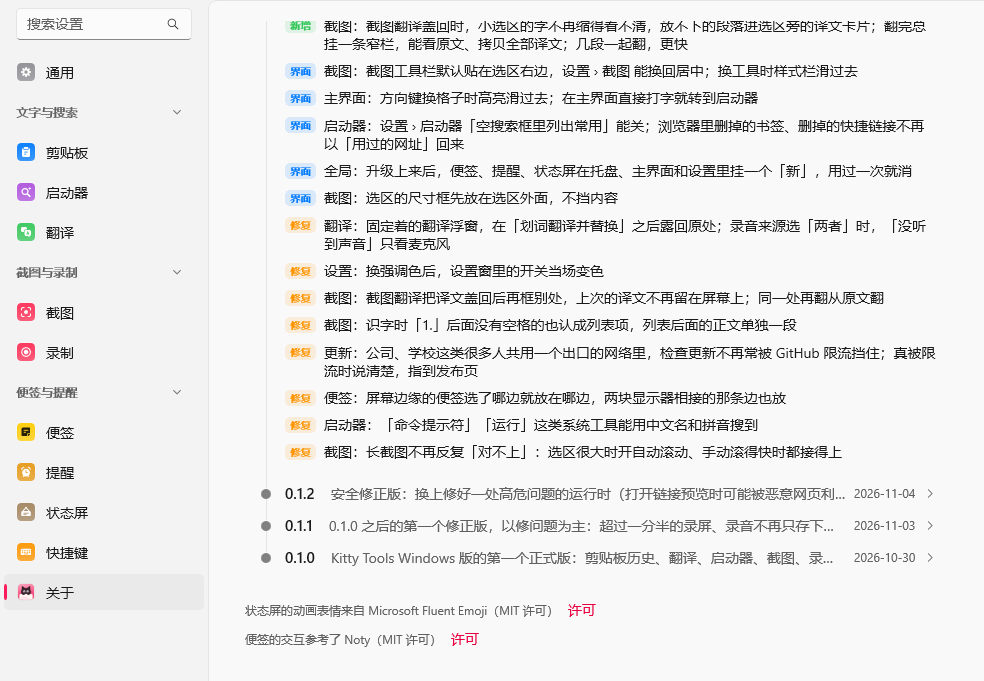 搜索设置
通用
文字与搜索
剪贴板
启动器
翻译
截图与录制
截图
录制
便签与提醒
便签
提醒
状态屏
快捷键
关于
新增 截图：截图翻译盖回时，小选区的字不再缩得看不清，放不下的段落进选区旁的译文卡片；翻完总
挂一条窄栏，能看原文、拷贝全部译文；几段一起翻，更快
界面 截图：截图工具栏默认贴在选区右边，设置 › 截图 能换回居中；换工具时样式栏滑过去
界面 主界面：方向键换格子时高亮滑过去；在主界面直接打字就转到启动器
界面 启动器：设置 › 启动器「空搜索框里列出常用」能关；浏览器里删掉的书签、删掉的快捷链接不再
以「用过的网址」回来
界面 全局：升级上来后，便签、提醒、状态屏在托盘、主界面和设置里挂一个「新」，用过一次就消
界面 截图：选区的尺寸框先放在选区外面，不挡内容
修复 翻译：固定着的翻译浮窗，在「划词翻译并替换」之后露回原处；录音来源选「两者」时，「没听
到声音」只看麦克风
修复 设置：换强调色后，设置窗里的开关当场变色
修复 截图：截图翻译把译文盖回后再框别处，上次的译文不再留在屏幕上；同一处再翻从原文翻
修复 截图：识字时「1.」后面没有空格的也认成列表项，列表后面的正文单独一段
修复 更新：公司、学校这类很多人共用一个出口的网络里，检查更新不再常被 GitHub 限流挡住；真被限
流时说清楚，指到发布页
修复 便签：屏幕边缘的便签选了哪边就放在哪边，两块显示器相接的那条边也放
修复 启动器：「命令提示符」「运行」这类系统工具能用中文名和拼音搜到
修复 截图：长截图不再反复「对不上」：选区很大时开自动滚动、手动滚得快时都接得上
0.1.2 安全修正版：换上修好一处高危问题的运行时（打开链接预览时可能被恶意网页利... 2026-11-04
0.1.1 0.1.0 之后的第一个修正版，以修问题为主：超过一分半的录屏、录音不再只存下... 2026-11-03
0.1.0 Kitty Tools Windows 版的第一个正式版：剪贴板历史、翻译、启动器、截图、录... 2026-10-30
状态屏的动画表情来自 Microsoft Fluent Emoji（MIT 许可） 许可
便签的交互参考了 Noty（MIT 许可） 许可